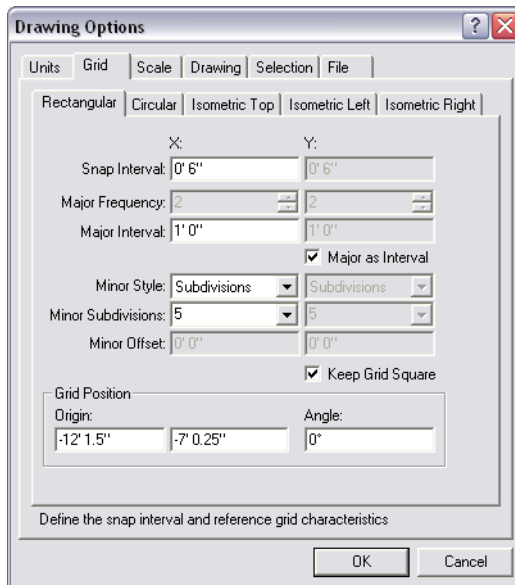 Drawing Options
Units Grid Scale Drawing Selection File
Rectangular Circular Isometric Top Isometric Left Isometric Right
X: Y:
Snap Interval: 0' 6" 0' 6"
Major Frequency: 2 2
Major Interval: 1' 0" 1' 0"
Major as Interval
Minor Style: Subdivisions Subdivisions
Minor Subdivisions: 5 5
Minor Offset: 0' 0" 0' 0"
Keep Grid Square
Grid Position
Origin: Angle:
-12' 1.5" -7' 0.25" 0°
Define the snap interval and reference grid characteristics
OK Cancel